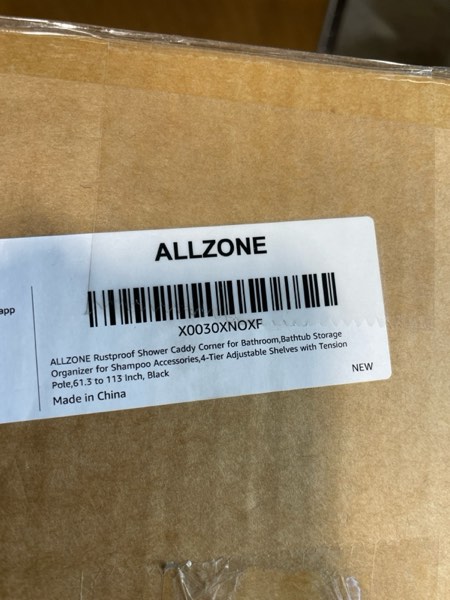 ALLZONE
app
X0030XNOXF
ALLZONE Rustproof Shower Caddy Corner for Bathroom,Bathtub Storage
Organizer for Shampoo Accessories,4-Tier Adjustable Shelves with Tension
Pole,61.3 to 113 Inch, Black
NEW
Made in China